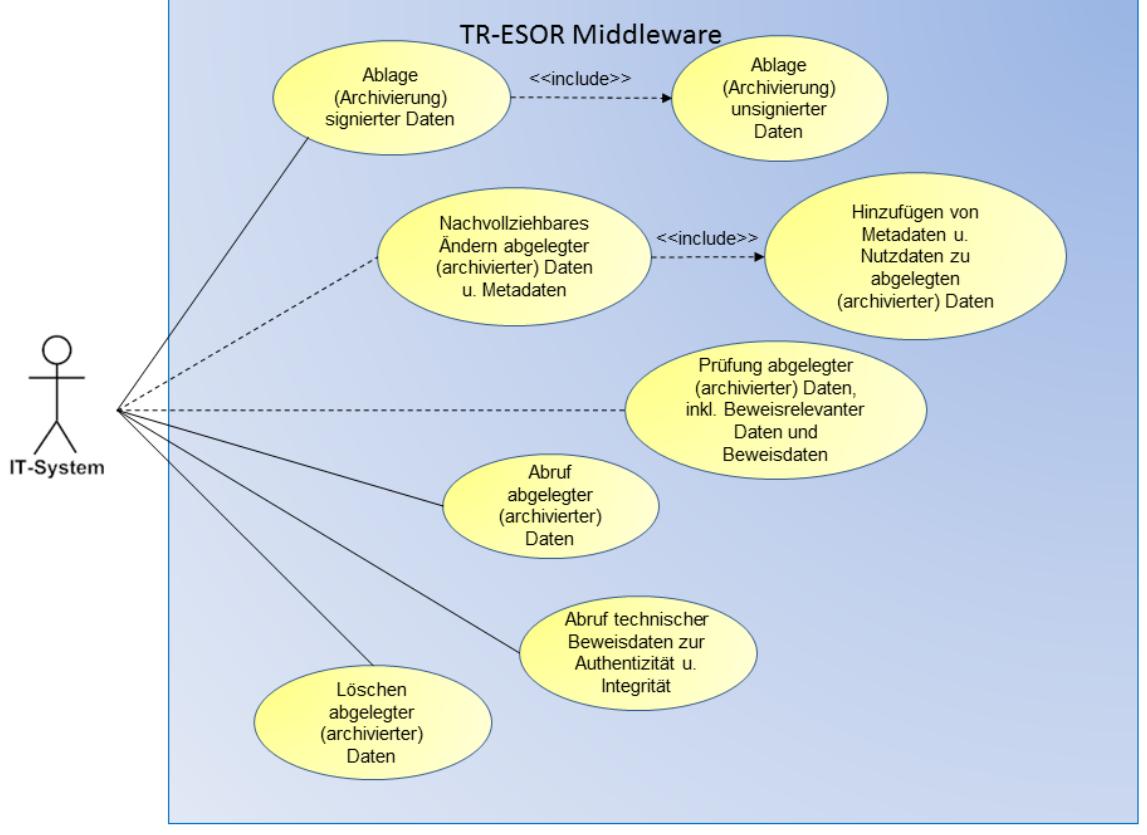 TR-ESOR Middleware
Ablage
(Archivierung)
signierter Daten
<<include>>
Ablage
(Archivierung)
unsignierter
Daten
Nachvollziehbares
Ändern abgelegter
(archivierter) Daten
u. Metadaten
<<include>>
Hinzufügen von
Metadaten u.
Nutzdaten zu
abgelegten
(archivierter) Daten
Prüfung abgelegter
(archivierter) Daten,
inkl. Beweisrelevanter
Daten und
Beweisdaten
IT-System
Abruf
abgelegter
(archivierter)
Daten
Abruf technischer
Beweisdaten zur
Authentizität u.
Integrität
Löschen
abgelegter
(archivierter)
Daten